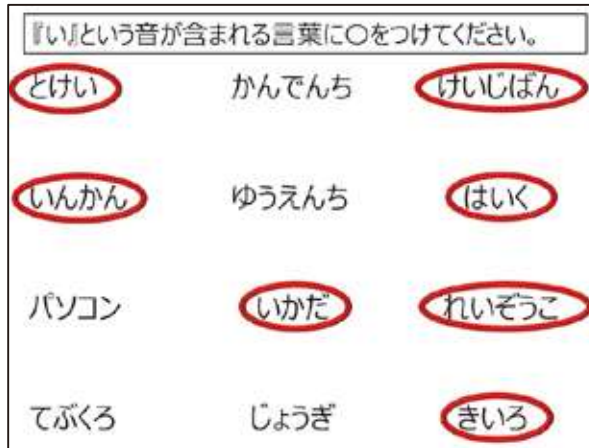 『い』という音が含まれる言葉に○をつけてください。
とけい かんでんち けいじばん
いんかん ゆうえんち はいく
パソコン いかだ れいぞうこ
てぶくろ じょうぎ きいろ